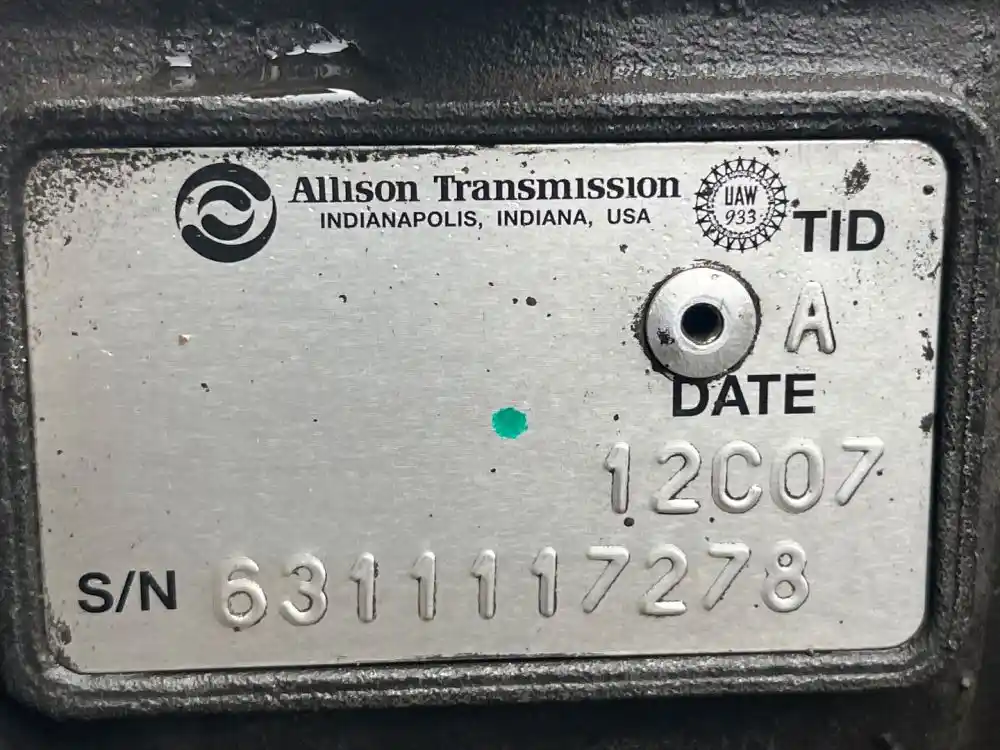 Allison Transmission
INDIANAPOLIS, INDIANA, USA
UAW
933
TID
A
DATE
12C07
S/N 6311117278